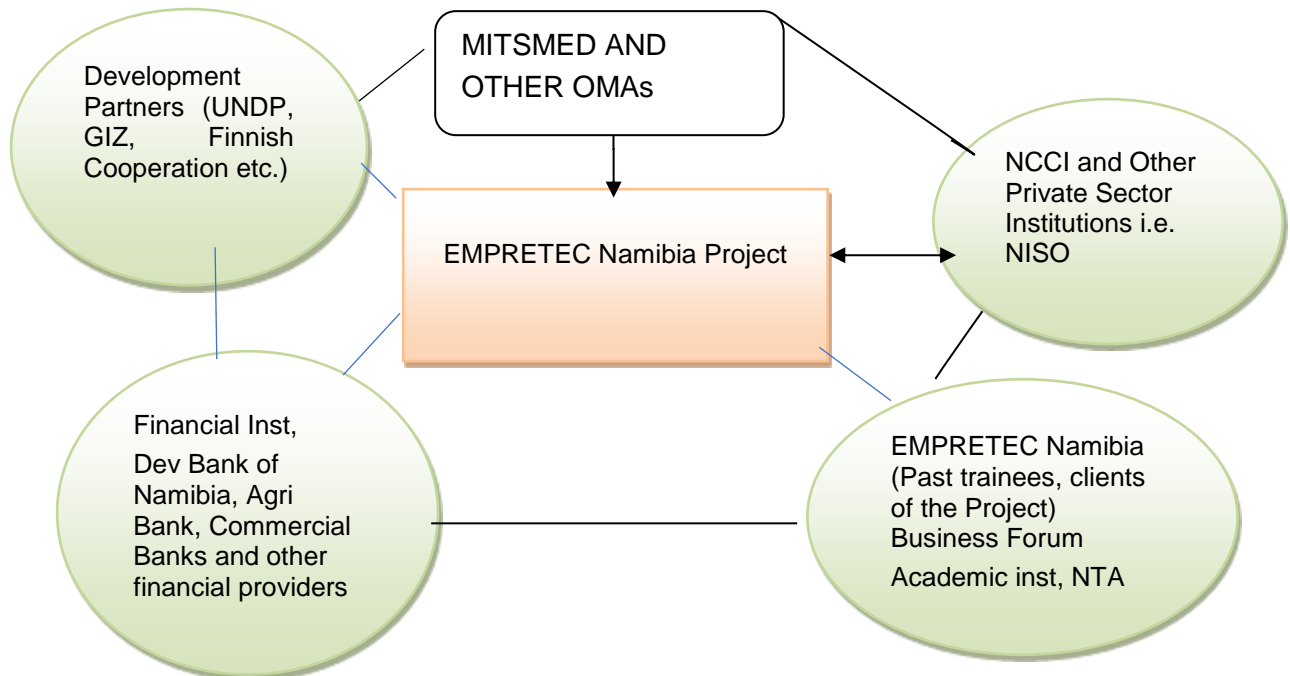 MITSMED AND
OTHER OMAs
Development
Partners (UNDP,
GIZ, Finnish
Cooperation etc.)
NCCI and Other
Private Sector
Institutions i.e.
NISO
EMPRETEC Namibia Project
Financial Inst,
Dev Bank of
Namibia, Agri
Bank, Commercial
Banks and other
financial providers
EMPRETEC Namibia
(Past trainees, clients
of the Project)
Business Forum
Academic inst, NTA